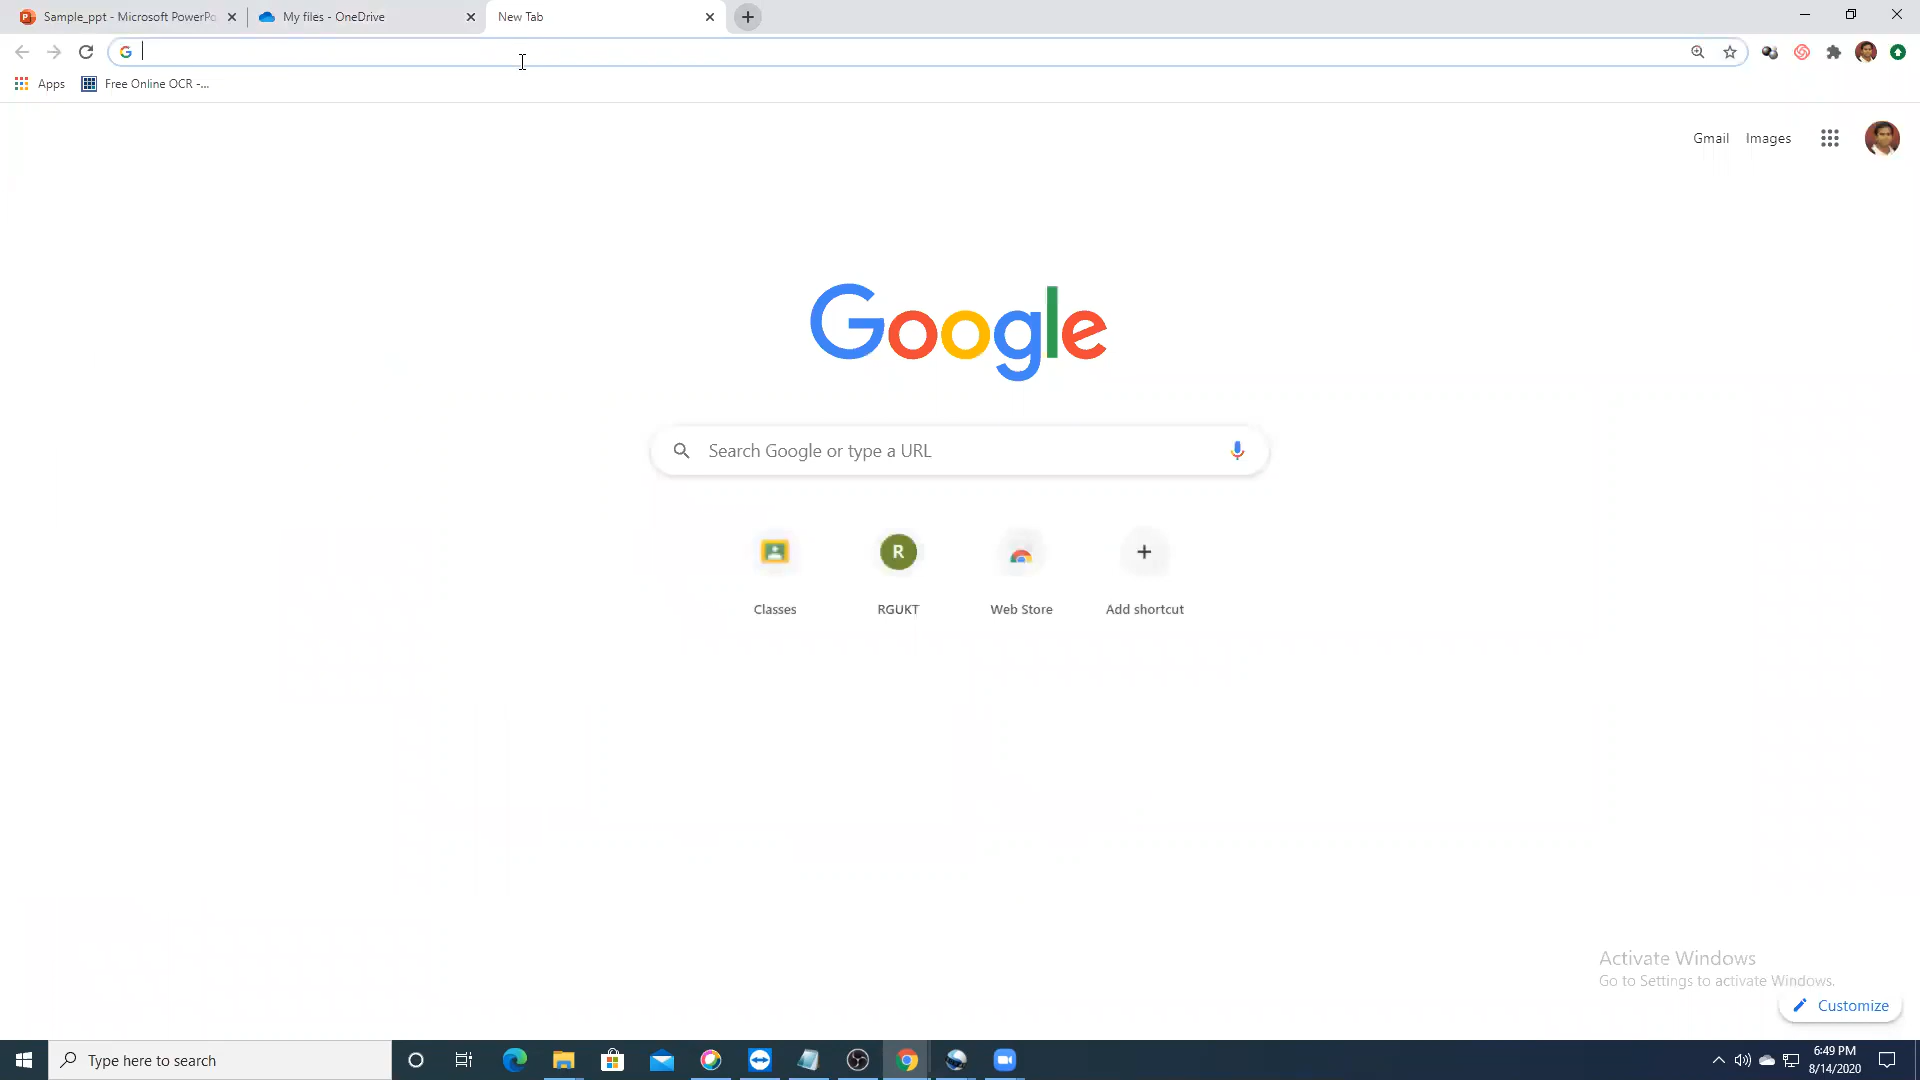 Sample_ppt - Microsoft PowerPo
My files - OneDrive
New Tab
Apps
Free Online OCR -...
Gmail
Images
Google
Search Google or type a URL
R
Classes
RGUKT
Web Store
Add shortcut
Activate Windows
Go to Settings to activate Windows.
Customize
Type here to search
6:49 PM
8/14/2020